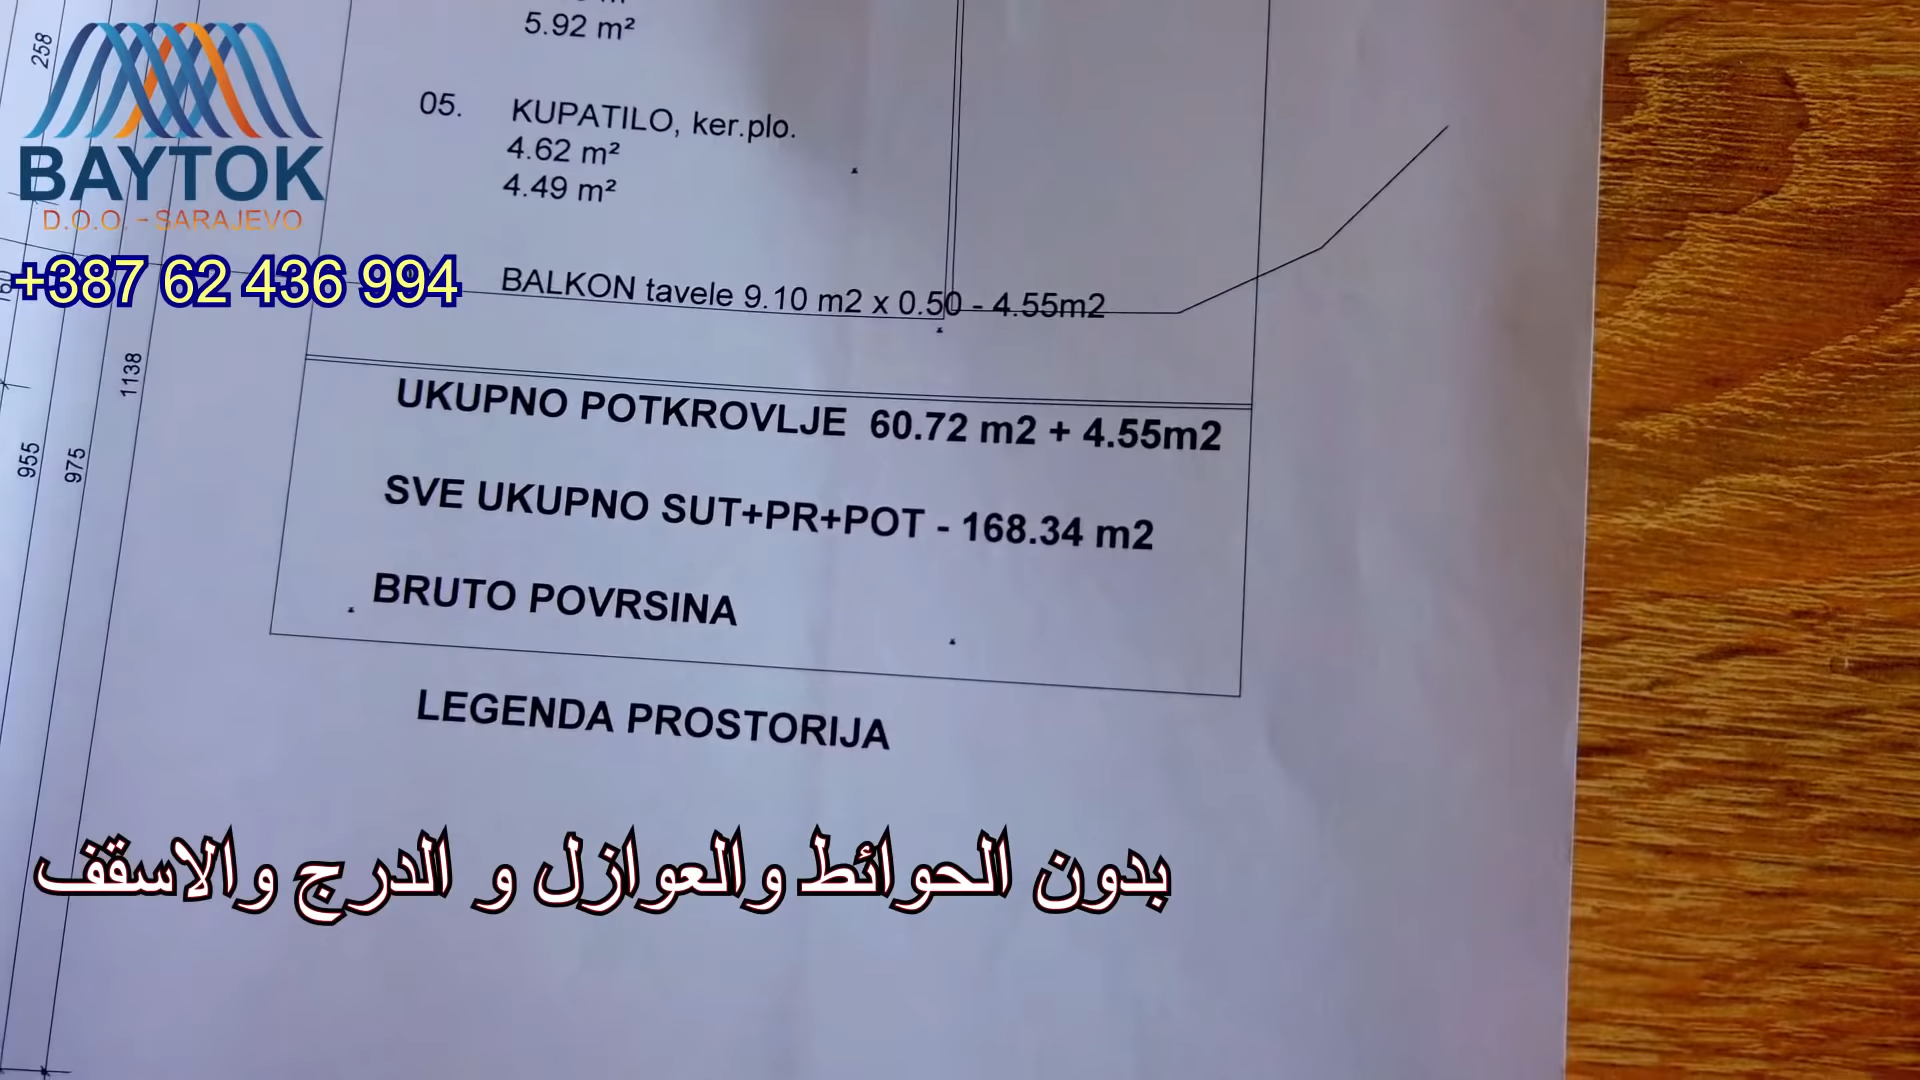 258
5.92 m²
05. KUPATILO, ker.plo.
4.62 m²
4.49 m²
BAYTOK
D.O.O. - SARAJEVO
+387 62 436 994
BALKON tavele 9.10 m2 x 0.50 - 4.55m2
1138
955
975
UKUPNO POTKROVLJE 60.72 m2 + 4.55m2
SVE UKUPNO SUT+PR+POT - 168.34 m2
BRUTO POVRSINA
LEGENDA PROSTORIJA
بدون الحوائط والعوازل و الدرج والاسقف